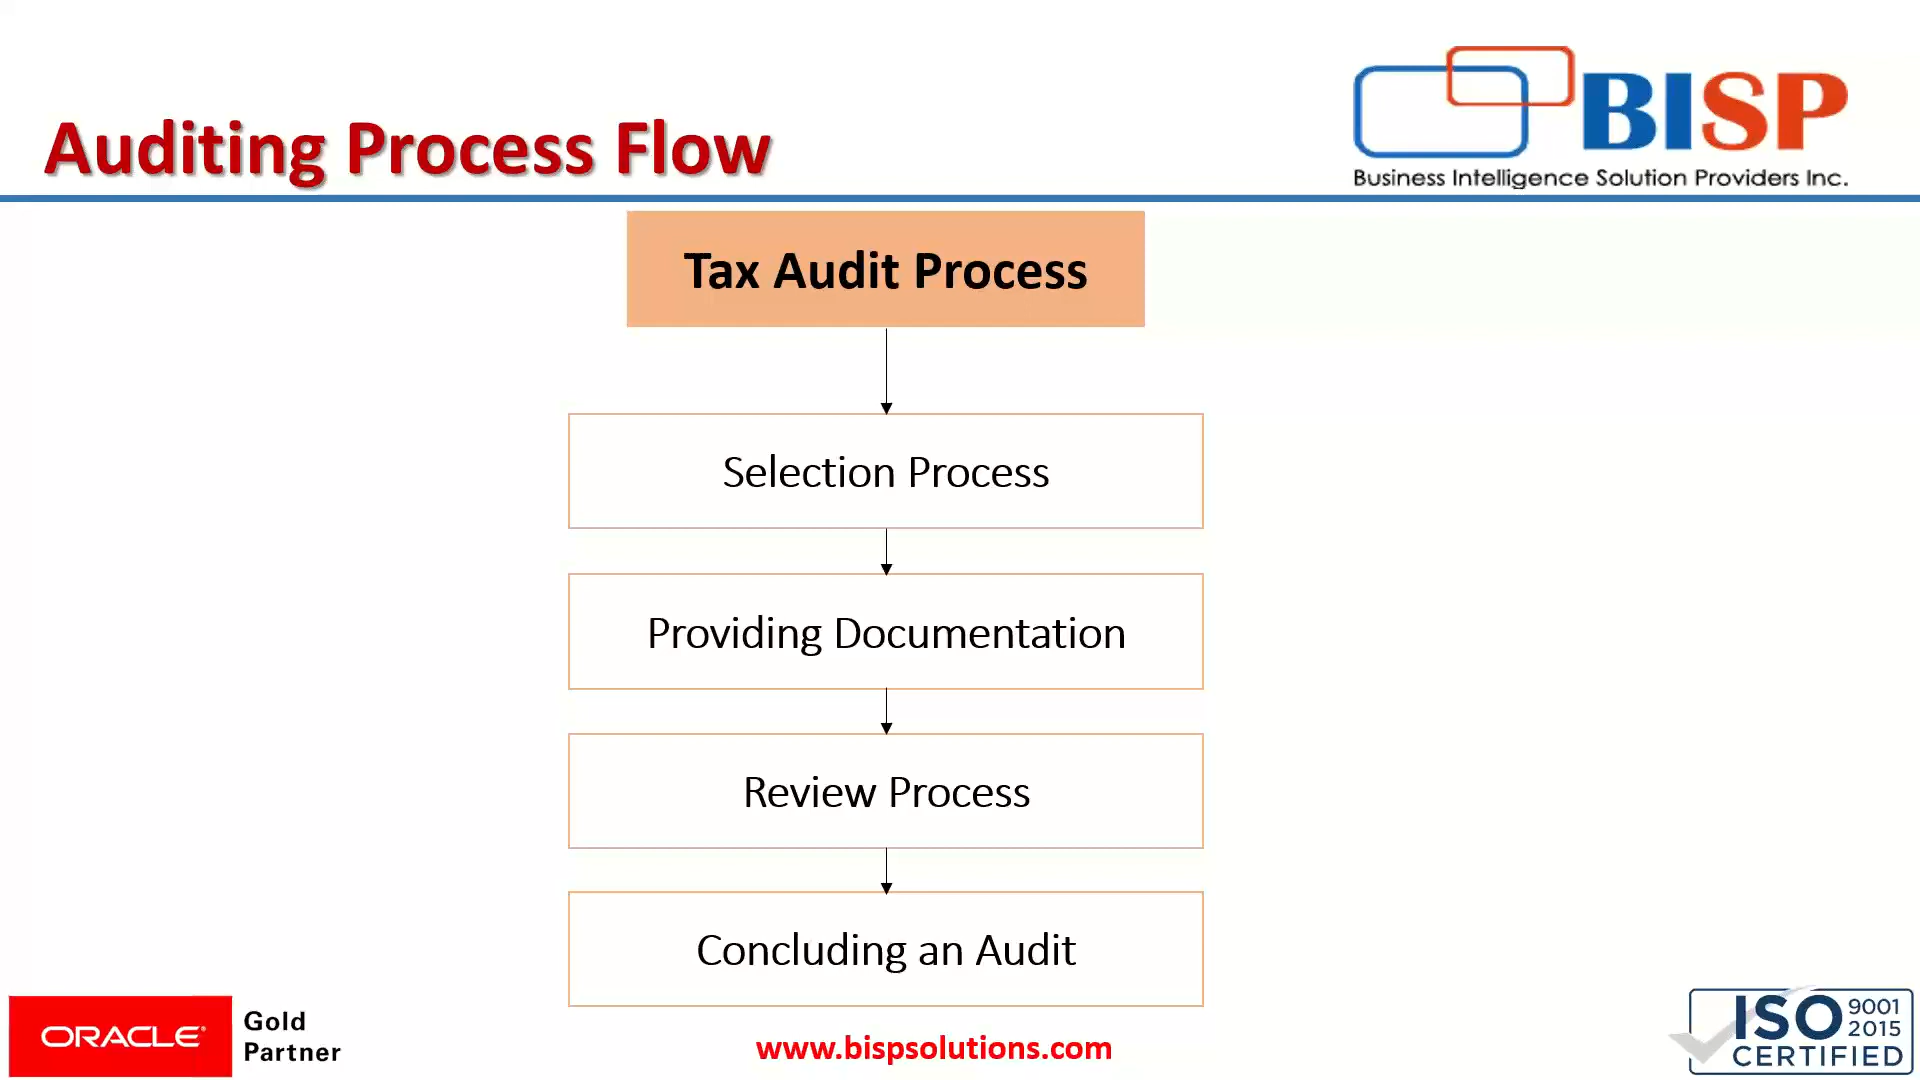 BISP
Business Intelligence Solution Providers Inc.
Auditing Process Flow
Tax Audit Process
Selection Process
Providing Documentation
Review Process
Concluding an Audit
ORACLE®
Gold
Partner
www.bispsolutions.com
ISO 9001
2015
CERTIFIED